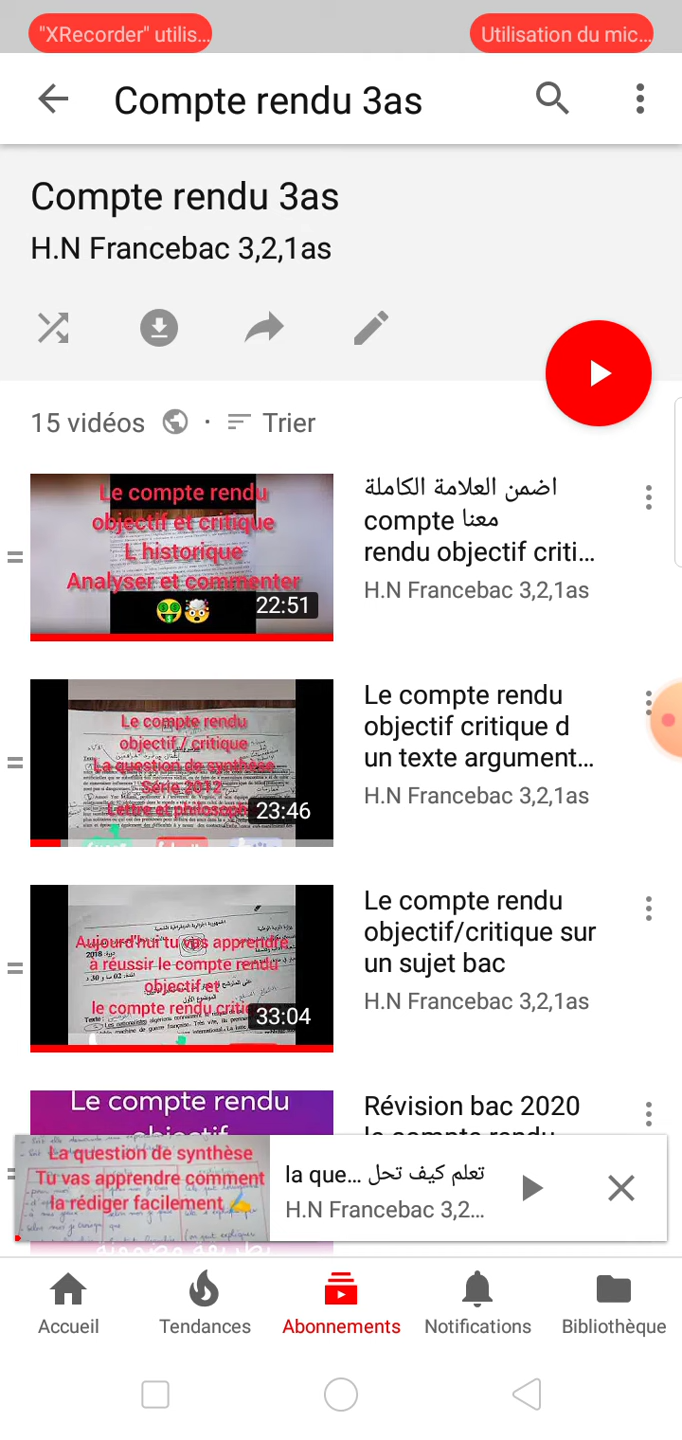 "XRecorder" utilis...
Utilisation du mic...
Compte rendu 3as
Compte rendu 3as
H.N Francebac 3,2,1as
15 vidéos · Trier
Le compte rendu
objectif et critique
L historique
Analyser et commenter
22:51
اضمن العلامة الكاملة
معنا compte
rendu objectif criti...
H.N Francebac 3,2,1as
Le compte rendu
objectif / critique
La question de synthèse
Série 2012
Lettre et philosoph
23:46
Le compte rendu
objectif critique d
un texte argument...
H.N Francebac 3,2,1as
Aujourd'hui tu vas apprendre
à réussir le compte rendu
objectif et
le compte rendu criti
33:04
Le compte rendu
objectif/critique sur
un sujet bac
H.N Francebac 3,2,1as
Le compte rendu
objectif
Révision bac 2020
le compte rendu
La question de synthèse
Tu vas apprendre comment
la rédiger facilement
la que... تعلم كيف تحل
H.N Francebac 3,2...
Accueil
Tendances
Abonnements
Notifications
Bibliothèque